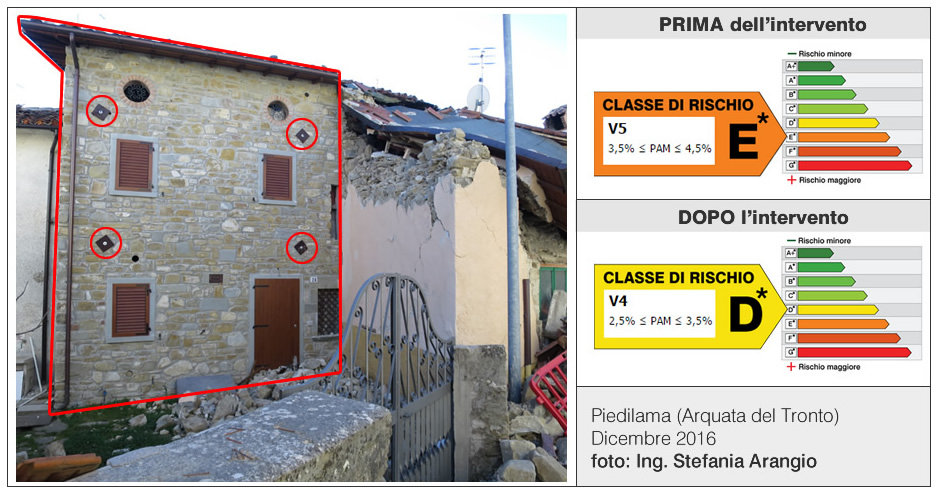 PRIMA dell'intervento
CLASSE DI RISCHIO
V5
3,5% ≤ PAM ≤ 4,5%
E*
Rischio minore
A+*
A*
B*
C*
D*
E*
F*
G*
Rischio maggiore
DOPO l'intervento
CLASSE DI RISCHIO
V4
2,5% ≤ PAM ≤ 3,5%
D*
Rischio minore
A+*
A*
B*
C*
D*
E*
F*
G*
Rischio maggiore
Piedilama (Arquata del Tronto)
Dicembre 2016
foto: Ing. Stefania Arangio